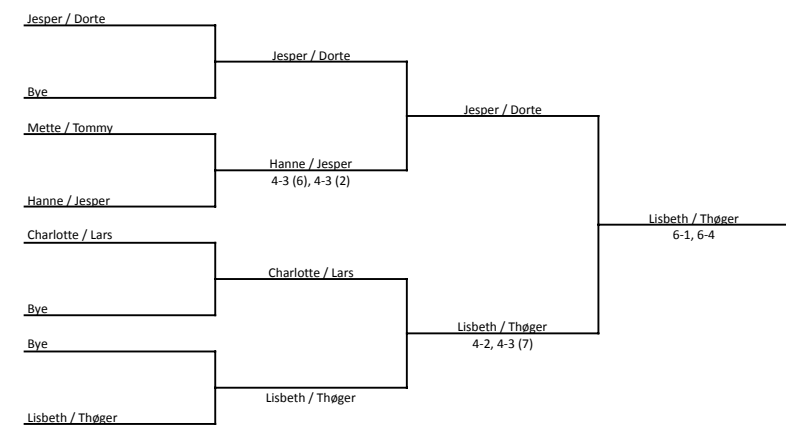 Jesper / Dorte
Jesper / Dorte
Bye
Jesper / Dorte
Mette / Tommy
Hanne / Jesper
4-3 (6), 4-3 (2)
Hanne / Jesper
Lisbeth / Thøger
6-1, 6-4
Charlotte / Lars
Charlotte / Lars
Bye
Lisbeth / Thøger
4-2, 4-3 (7)
Bye
Lisbeth / Thøger
Lisbeth / Thøger